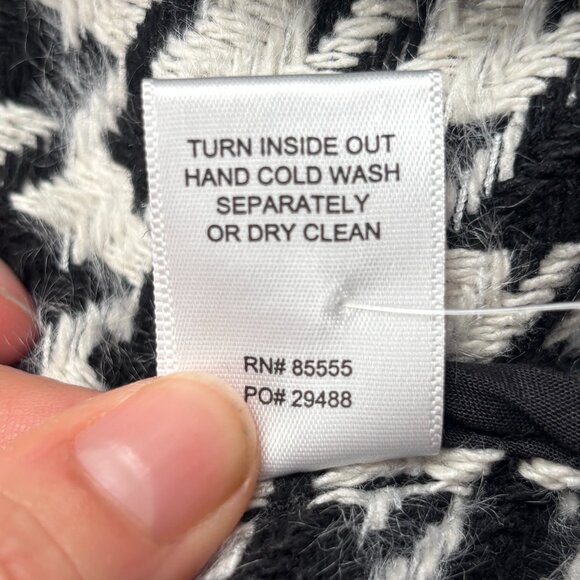 TURN INSIDE OUT
HAND COLD WASH
SEPARATELY
OR DRY CLEAN
RN# 85555
PO# 29488